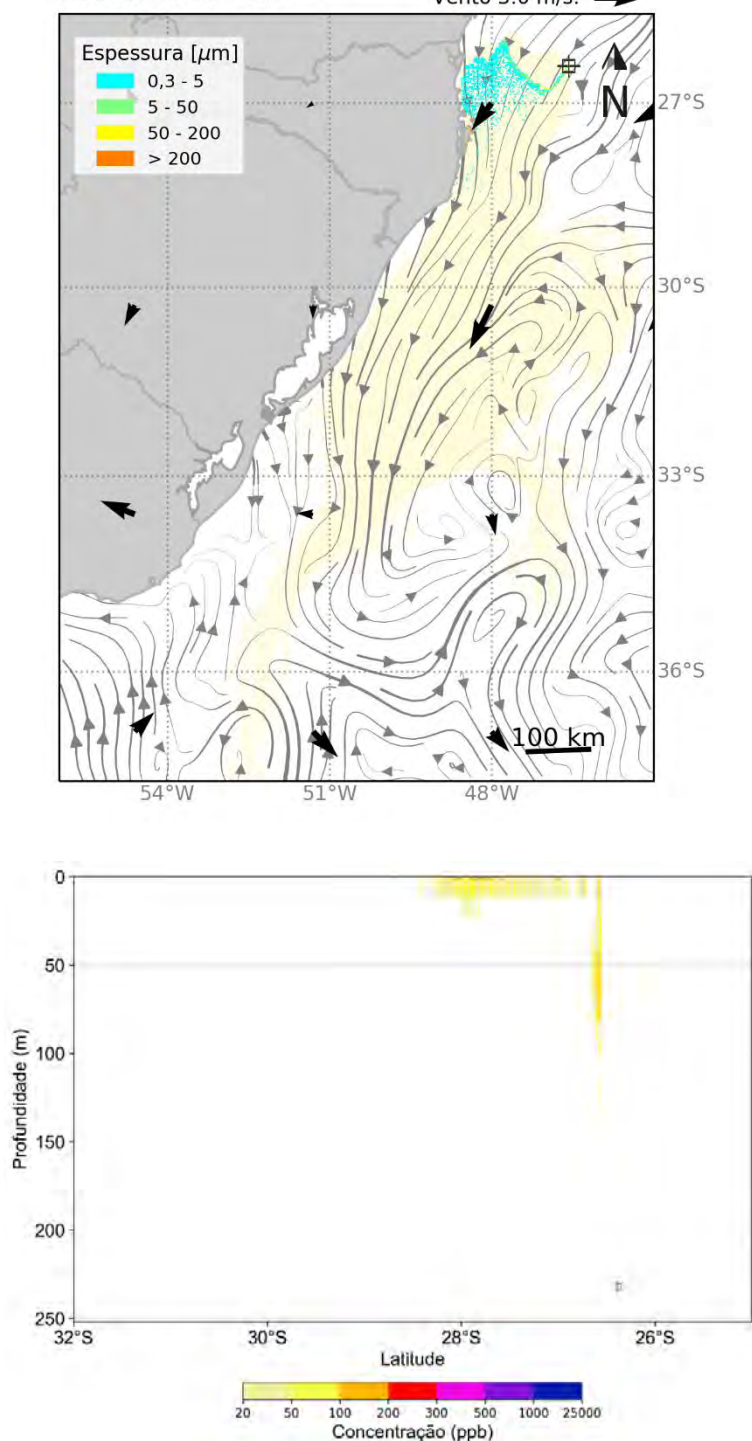 Vento 5.0 m/s:
Espessura [μm]
0,3 - 5
5 - 50
50 - 200
> 200
N
27°S
30°S
33°S
36°S
100 km
54°W
51°W
48°W
0
50
100
150
200
250
Profundidade (m)
32°S
30°S
28°S
26°S
Latitude
20
50
100
200
300
500
1000
25000
Concentração (ppb)